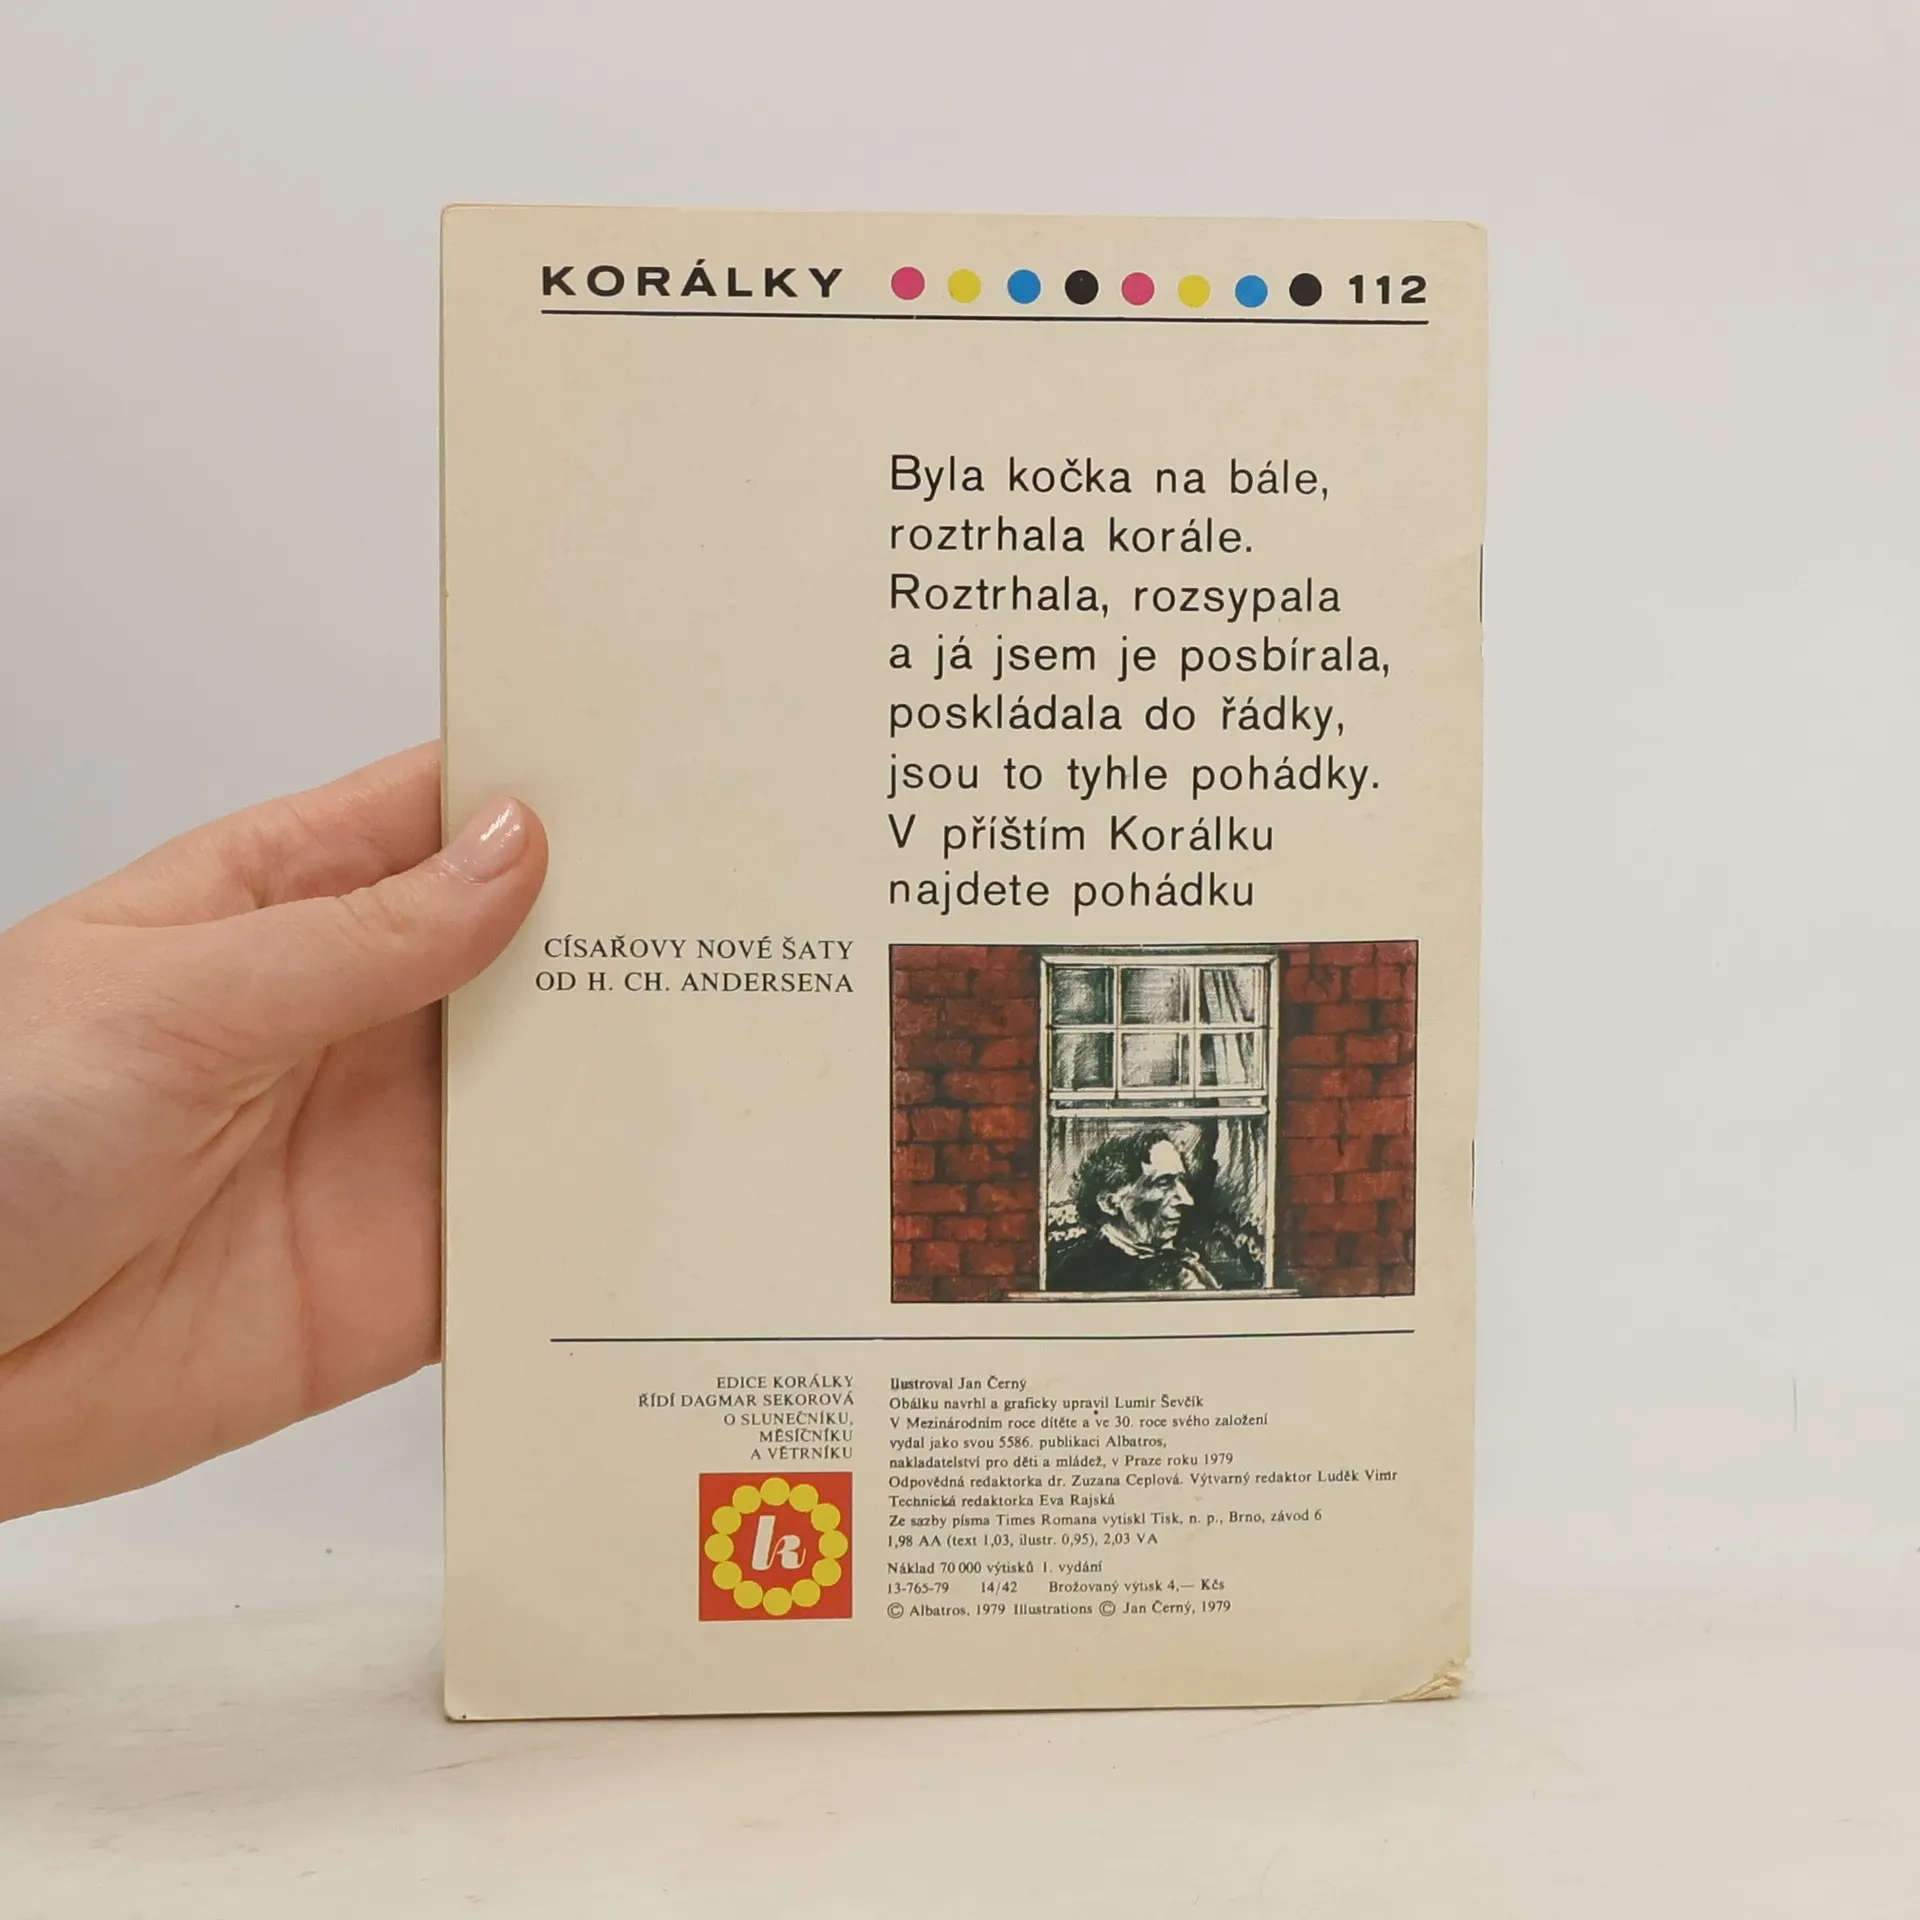 KORÁLKY 112
Byla kočka na bále,
roztrhala korále.
Roztrhala, rozsypala
a já jsem je posbírala,
poskládala do řádky,
jsou to tyhle pohádky.
V příštím Korálku
najdete pohádku
CÍSAŘOVY NOVÉ ŠATY
OD H. CH. ANDERSENA
EDICE KORÁLKY
ŘÍDÍ DAGMAR SEKOROVÁ
O SLUNEČNÍKU,
MĚSÍČNÍKU
A VĚTRNÍKU
k
Ilustroval Jan Černý
Obálku navrhl a graficky upravil Lumír Ševčík
V Mezinárodním roce dítěte a ve 30. roce svého založení
vydal jako svou 5586. publikaci Albatros,
nakladatelství pro děti a mládež, v Praze roku 1979
Odpovědná redaktorka dr. Zuzana Ceplová. Výtvarný redaktor Luděk Vimr
Technická redaktorka Eva Rajská
Ze sazby písma Times Romana vytiskl Tisk, n. p., Brno, závod 6
1,98 AA (text 1,03, ilustr. 0,95), 2,03 VA
Náklad 70 000 výtisků 1. vydání
13-765-79 14/42 Brožovaný výtisk 4,— Kčs
© Albatros, 1979 Illustrations © Jan Černý, 1979